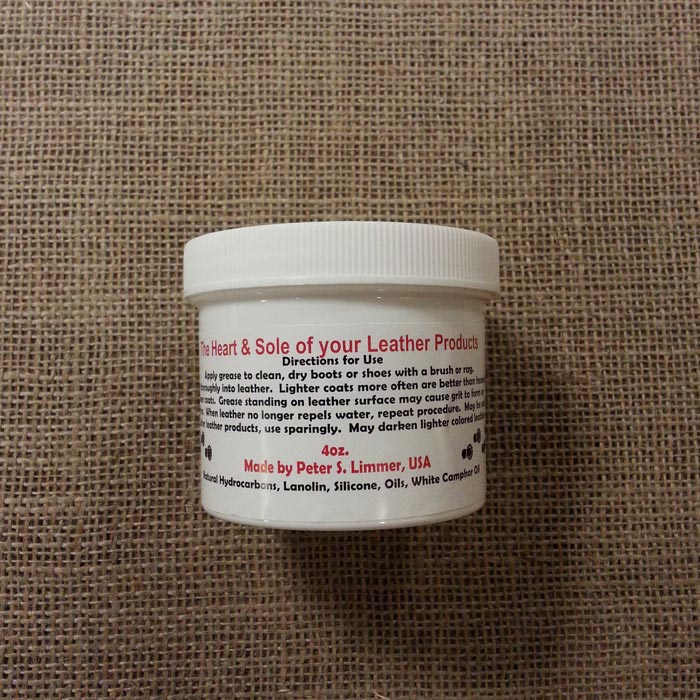 The Heart & Sole of your Leather Products
Directions for Use
Apply grease to clean, dry boots or shoes with a brush or rag.
into leather. Lighter coats more often are better than
coats. Grease standing on leather surface may cause grit to form
When leather no longer repels water, repeat procedure. May be
leather products, use sparingly. May darken lighter colored
4oz.
Made by Peter S. Limmer, USA
Natural Hydrocarbons, Lanolin, Silicone, Oils, White Camphor Oil